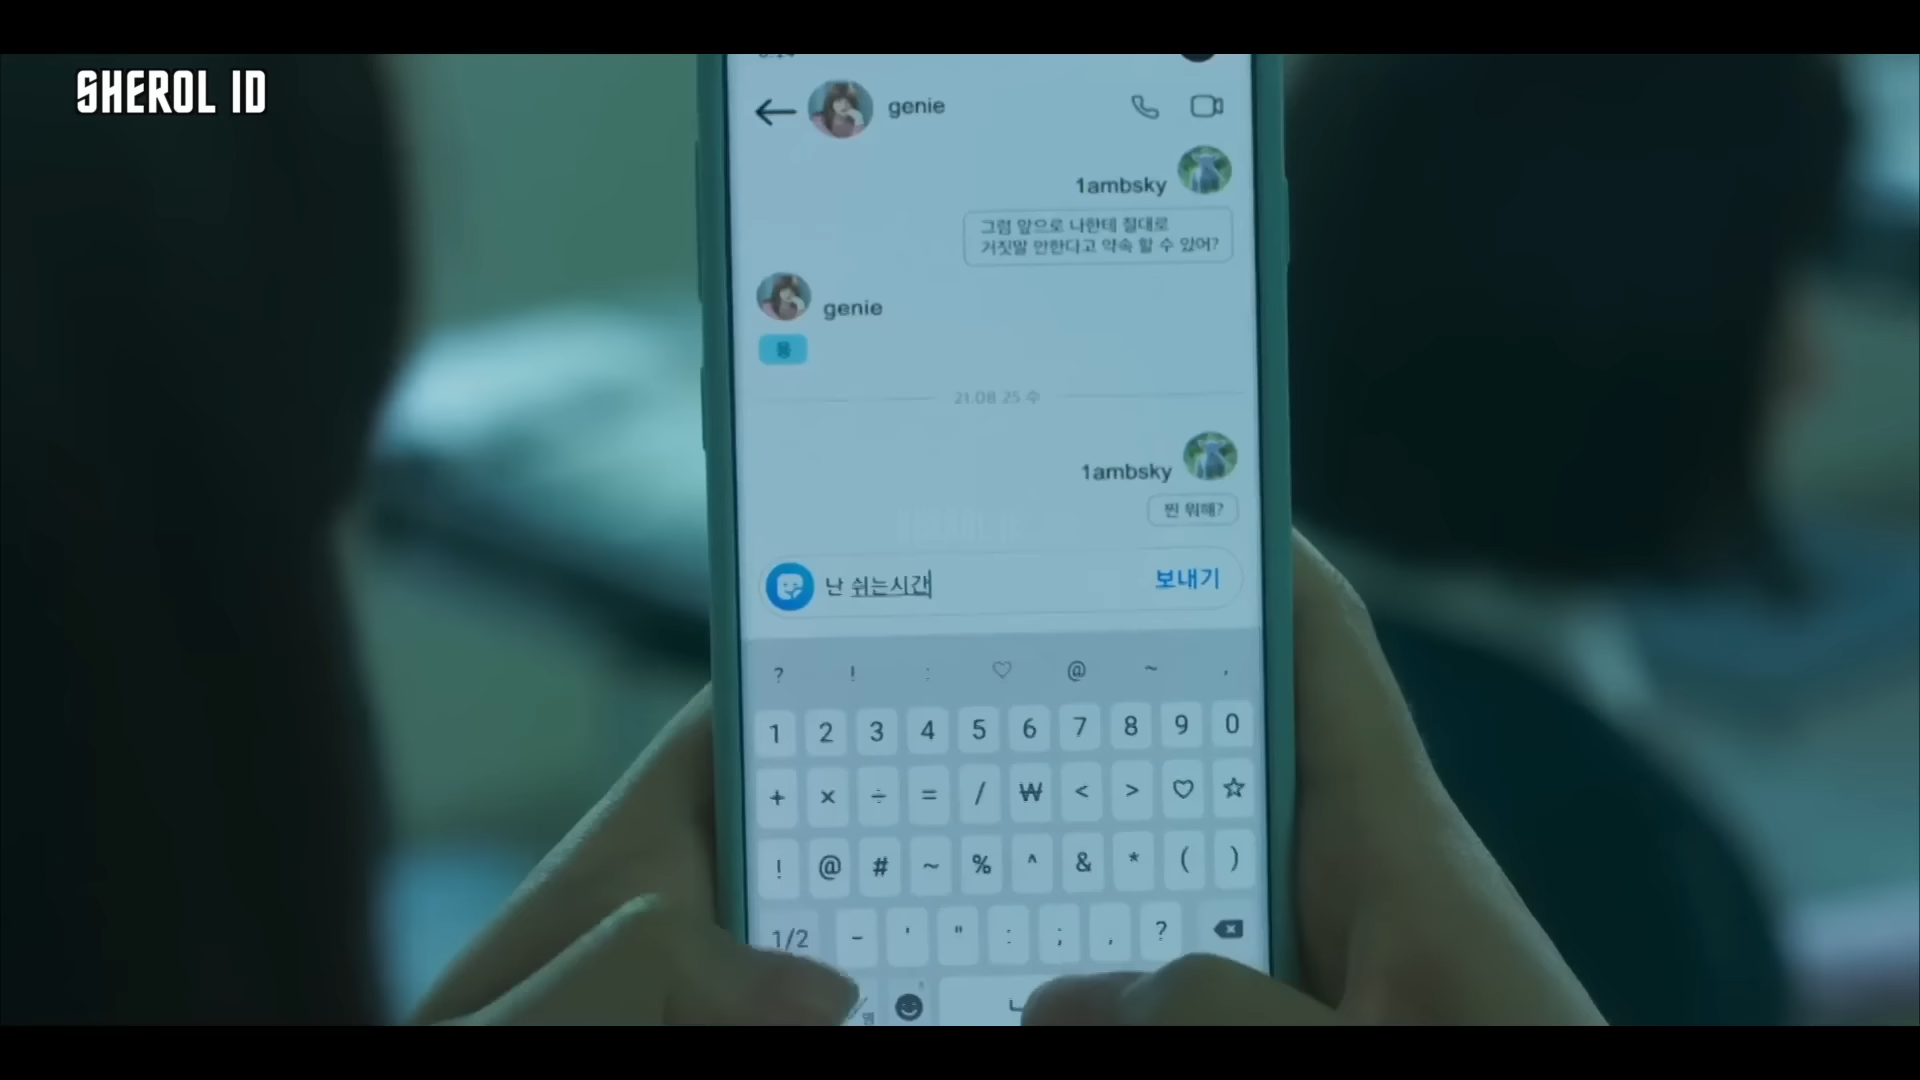 SHEROL ID
genie
1ambsky
그럼 앞으로 나한테 절대로
거짓말 안한다고 약속 할 수 있어?
genie
웅
21.08.25 수
1ambsky
찐 뭐해?
난 쉬는시간
보내기
? ! : ♡ @ ~ ,
1 2 3 4 5 6 7 8 9 0
+ × ÷ = / ₩ < > ♡ ☆
! @ # ~ % ^ & * ( )
1/2 - ' " : ; , ?